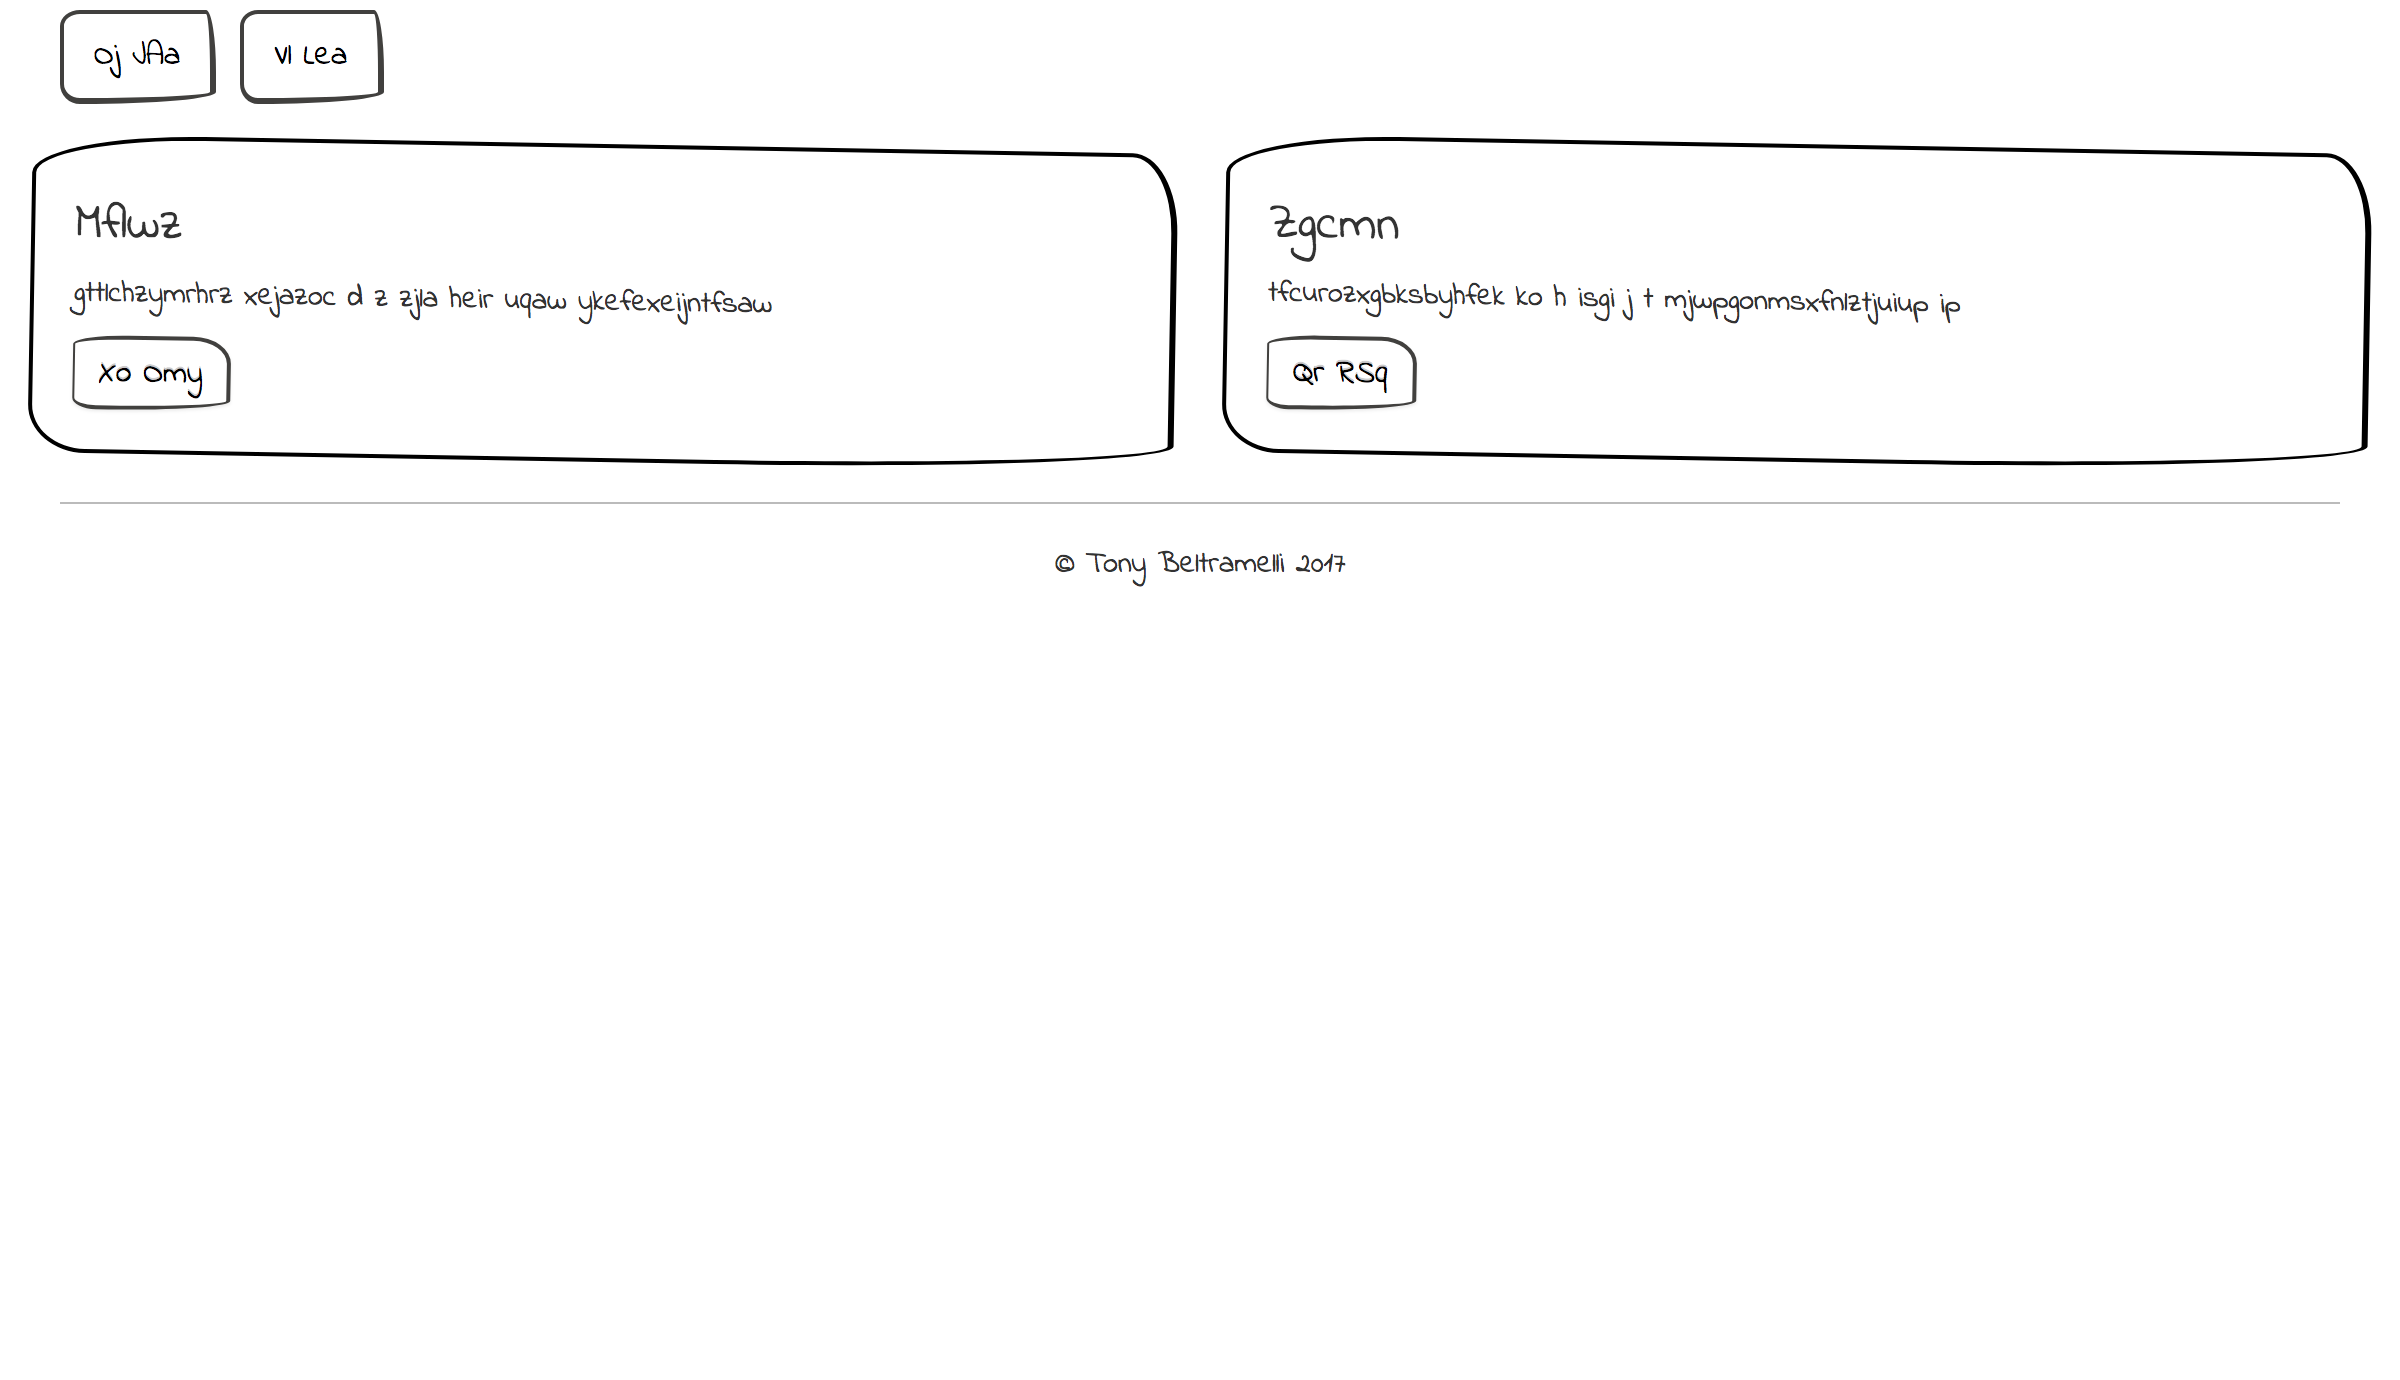 Oj JAa
Vl Lea
Mflwz
gttlchzymrhrz xejazoc d z zjla heir uqaw ykefexeijntfsaw
Xo Omy
Zgcmn
tfcurozxgbksbyhfek ko h isgi j t mjwpgonmsxfnlztjuiup ip
Qr RSq
© Tony Beltramelli 2017